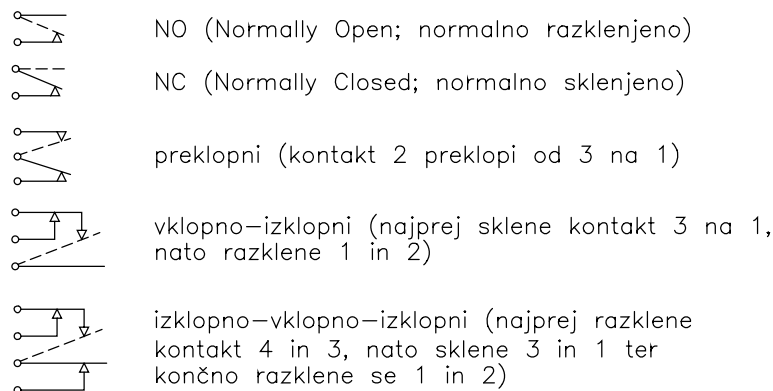 NO (Normally Open; normalno razklenjeno)
NC (Normally Closed; normalno sklenjeno)
preklopni (kontakt 2 preklopi od 3 na 1)
vklopno-izklopni (najprej sklene kontakt 3 na 1,
nato razklene 1 in 2)
izklopno-vklopno-izklopni (najprej razklene
kontakt 4 in 3, nato sklene 3 in 1 ter
končno razklene se 1 in 2)